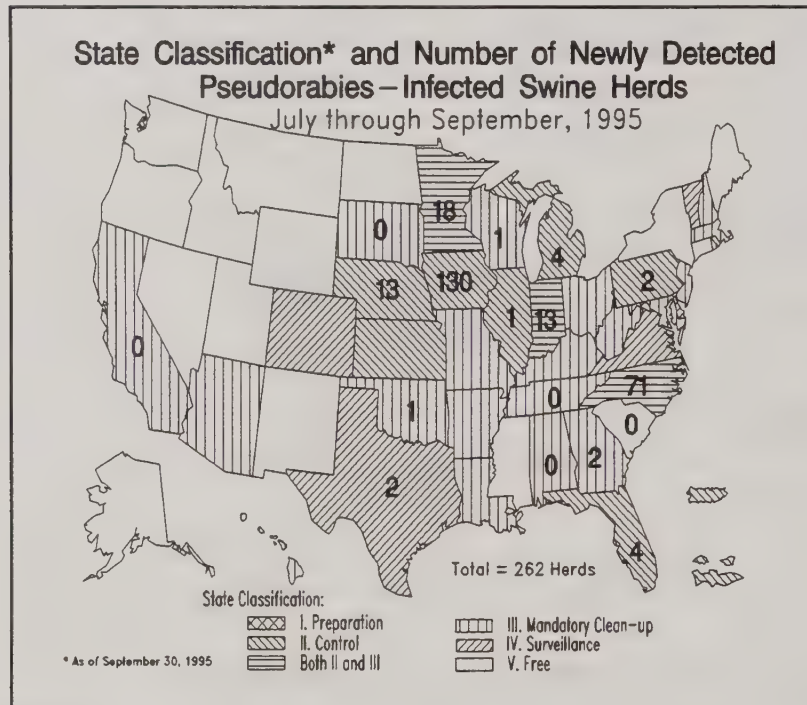 State Classification* and Number of Newly Detected
Pseudorabies–Infected Swine Herds
July through September, 1995
18
0
1
4
13
130
1
13
2
0
71
1
0
0
0
2
2
4
Total = 262 Herds
State Classification:
I. Preparation
II. Control
Both II and III
III. Mandatory Clean-up
IV. Surveillance
V. Free
* As of September 30, 1995